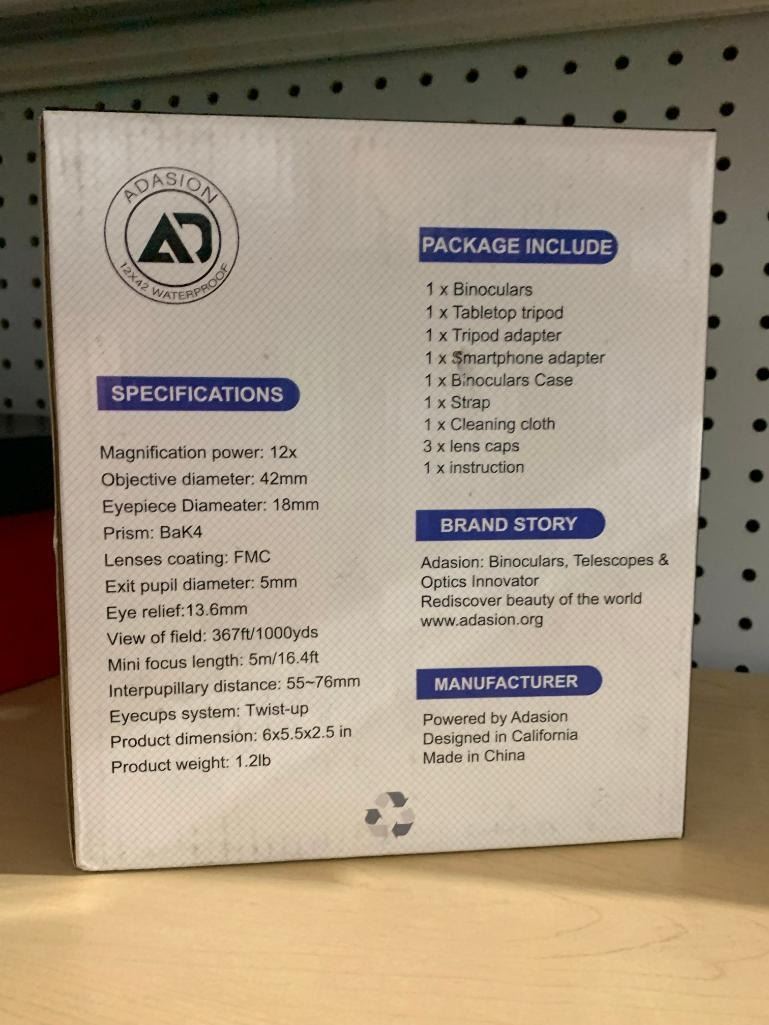 ADASION
AD
12X42 WATERPROOF
SPECIFICATIONS
Magnification power: 12x
Objective diameter: 42mm
Eyepiece Diameater: 18mm
Prism: BaK4
Lenses coating: FMC
Exit pupil diameter: 5mm
Eye relief:13.6mm
View of field: 367ft/1000yds
Mini focus length: 5m/16.4ft
Interpupillary distance: 55~76mm
Eyecups system: Twist-up
Product dimension: 6x5.5x2.5 in
Product weight: 1.2lb
PACKAGE INCLUDE
1 x Binoculars
1 x Tabletop tripod
1 x Tripod adapter
1 x Smartphone adapter
1 x Binoculars Case
1 x Strap
1 x Cleaning cloth
3 x lens caps
1 x instruction
BRAND STORY
Adasion: Binoculars, Telescopes &
Optics Innovator
Rediscover beauty of the world
www.adasion.org
MANUFACTURER
Powered by Adasion
Designed in California
Made in China